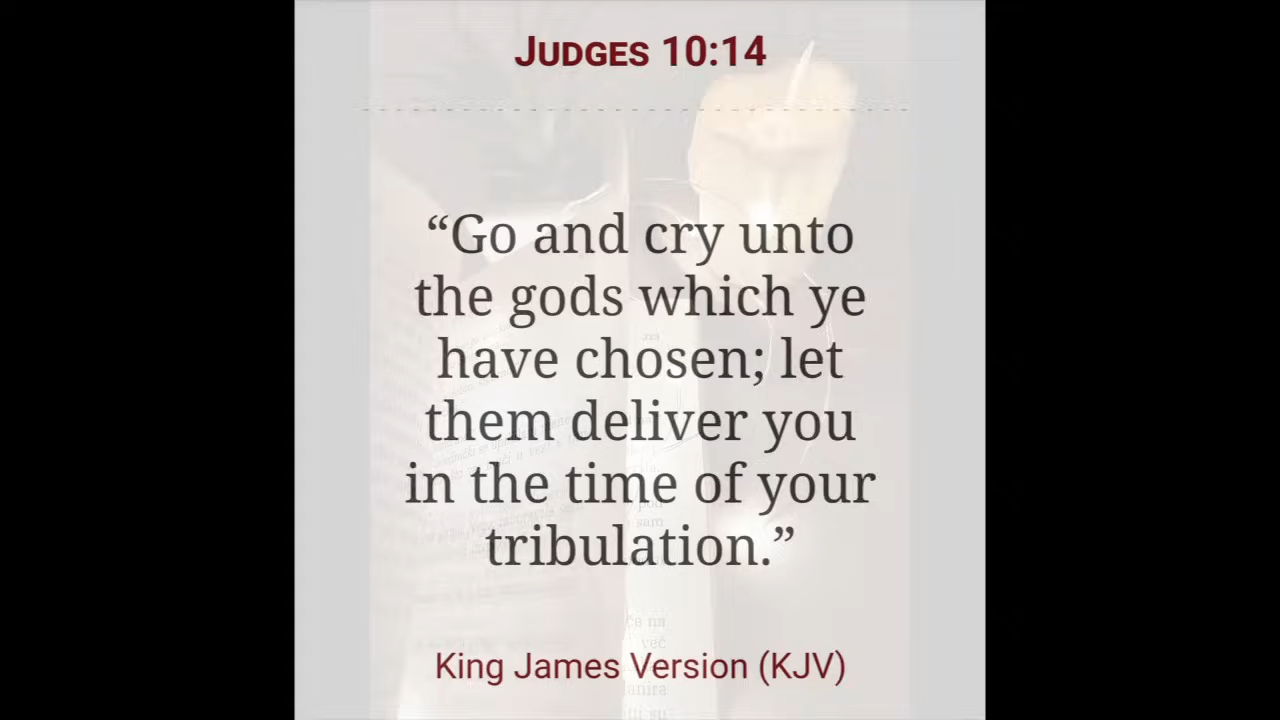 JUDGES 10:14
“Go and cry unto
the gods which ye
have chosen; let
them deliver you
in the time of your
tribulation.”
King James Version (KJV)